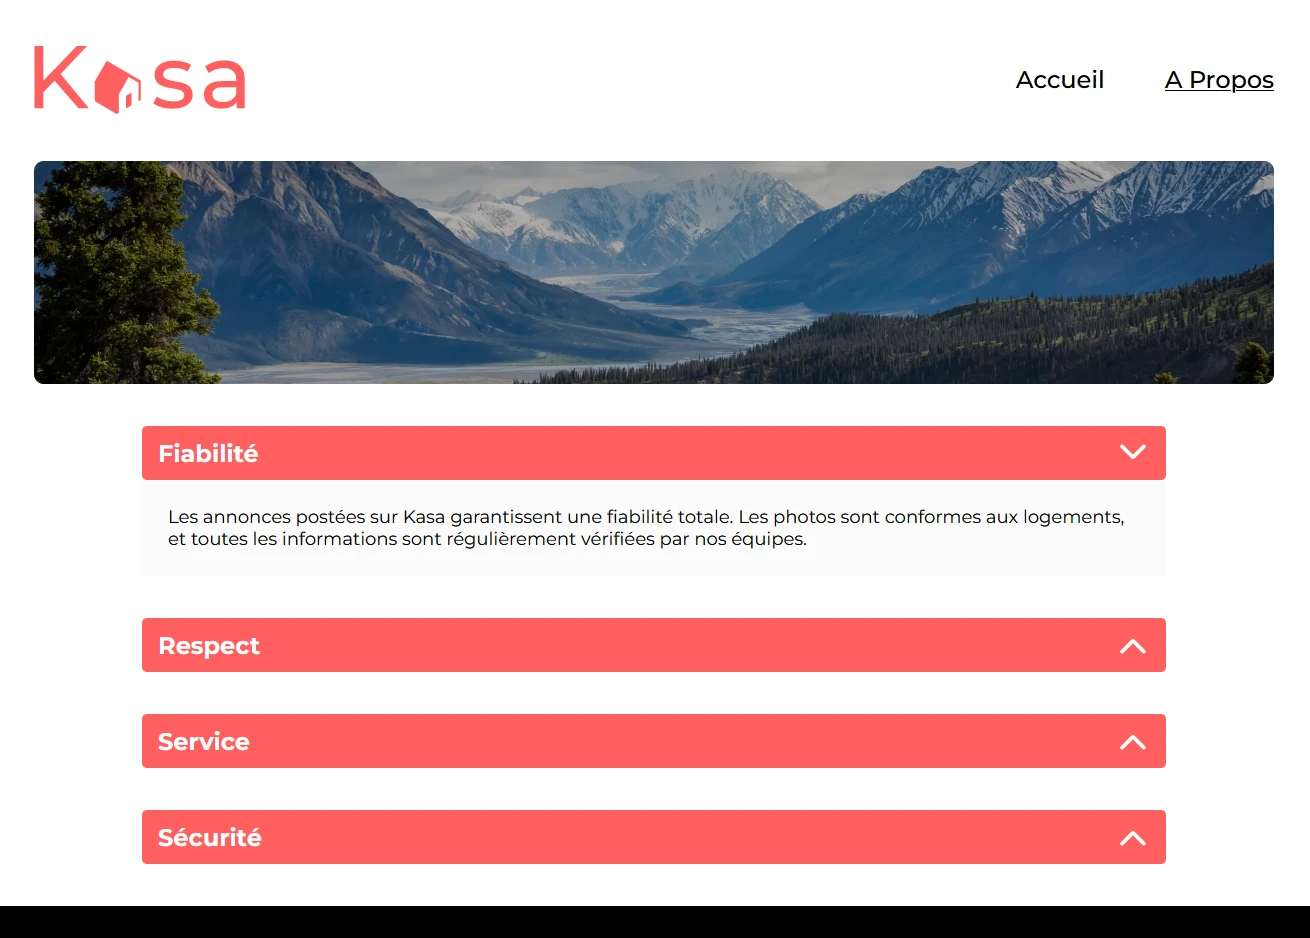 Kasa
Accueil
A Propos
Fiabilité
Les annonces postées sur Kasa garantissent une fiabilité totale. Les photos sont conformes aux logements,
et toutes les informations sont régulièrement vérifiées par nos équipes.
Respect
Service
Sécurité